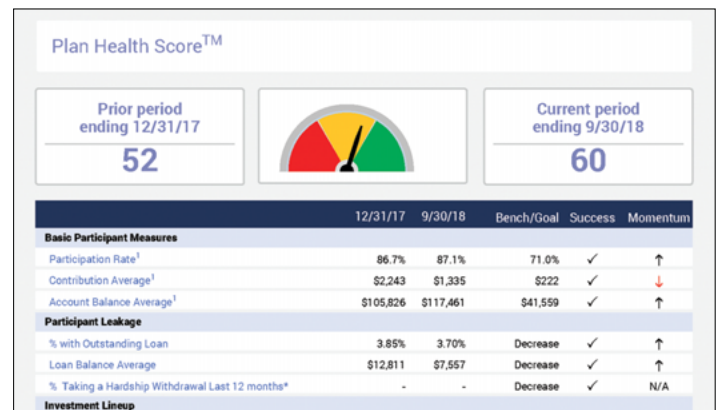 Plan Health Score™
Prior period
ending 12/31/17
52
Current period
ending 9/30/18
60
12/31/17 9/30/18 Bench/Goal Success Momentum
Basic Participant Measures
Participation Rate¹ 86.7% 87.1% 71.0% ✓ ↑
Contribution Average¹ $2,243 $1,335 $222 ✓ ↓
Account Balance Average¹ $105,826 $117,461 $41,559 ✓ ↑
Participant Leakage
% with Outstanding Loan 3.85% 3.70% Decrease ✓ ↑
Loan Balance Average $12,811 $7,557 Decrease ✓ ↑
% Taking a Hardship Withdrawal Last 12 months* - - Decrease ✓ N/A
Investment Lineup